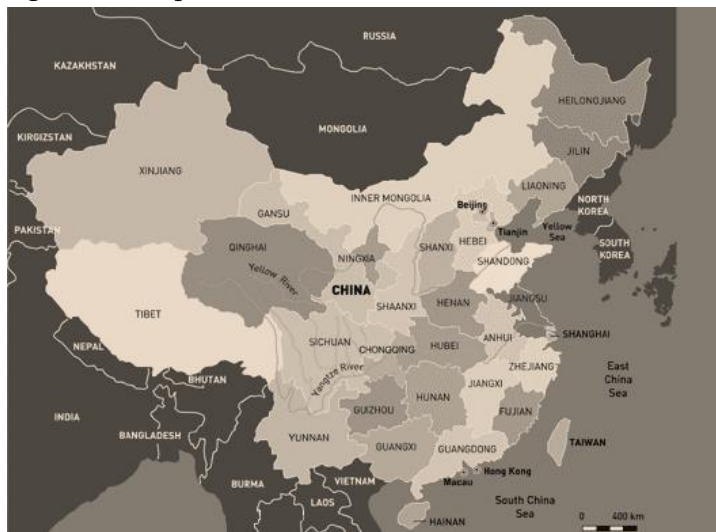 RUSSIA
KAZAKHSTAN
HEILONGJIANG
MONGOLIA
KIRGIZSTAN
JILIN
XINJIANG
LIAONING
INNER MONGOLIA
NORTH
KOREA
Beijing
GANSU
Tianjin
Yellow
Sea
PAKISTAN
QINGHAI
NINGXIA
SHANXI
HEBEI
SOUTH
KOREA
SHANDONG
Yellow River
CHINA
SHAANXI
HENAN
JIANGSU
TIBET
SHANGHAI
NEPAL
SICHUAN
CHONGQING
HUBEI
ANHUI
ZHEJIANG
East
China
Sea
Yangtze River
BHUTAN
JIANGXI
HUNAN
GUIZHOU
FUJIAN
INDIA
BANGLADESH
YUNNAN
GUANGXI
GUANGDONG
TAIWAN
Hong Kong
Macau
BURMA
VIETNAM
LAOS
South China
Sea
HAINAN
0 400 km